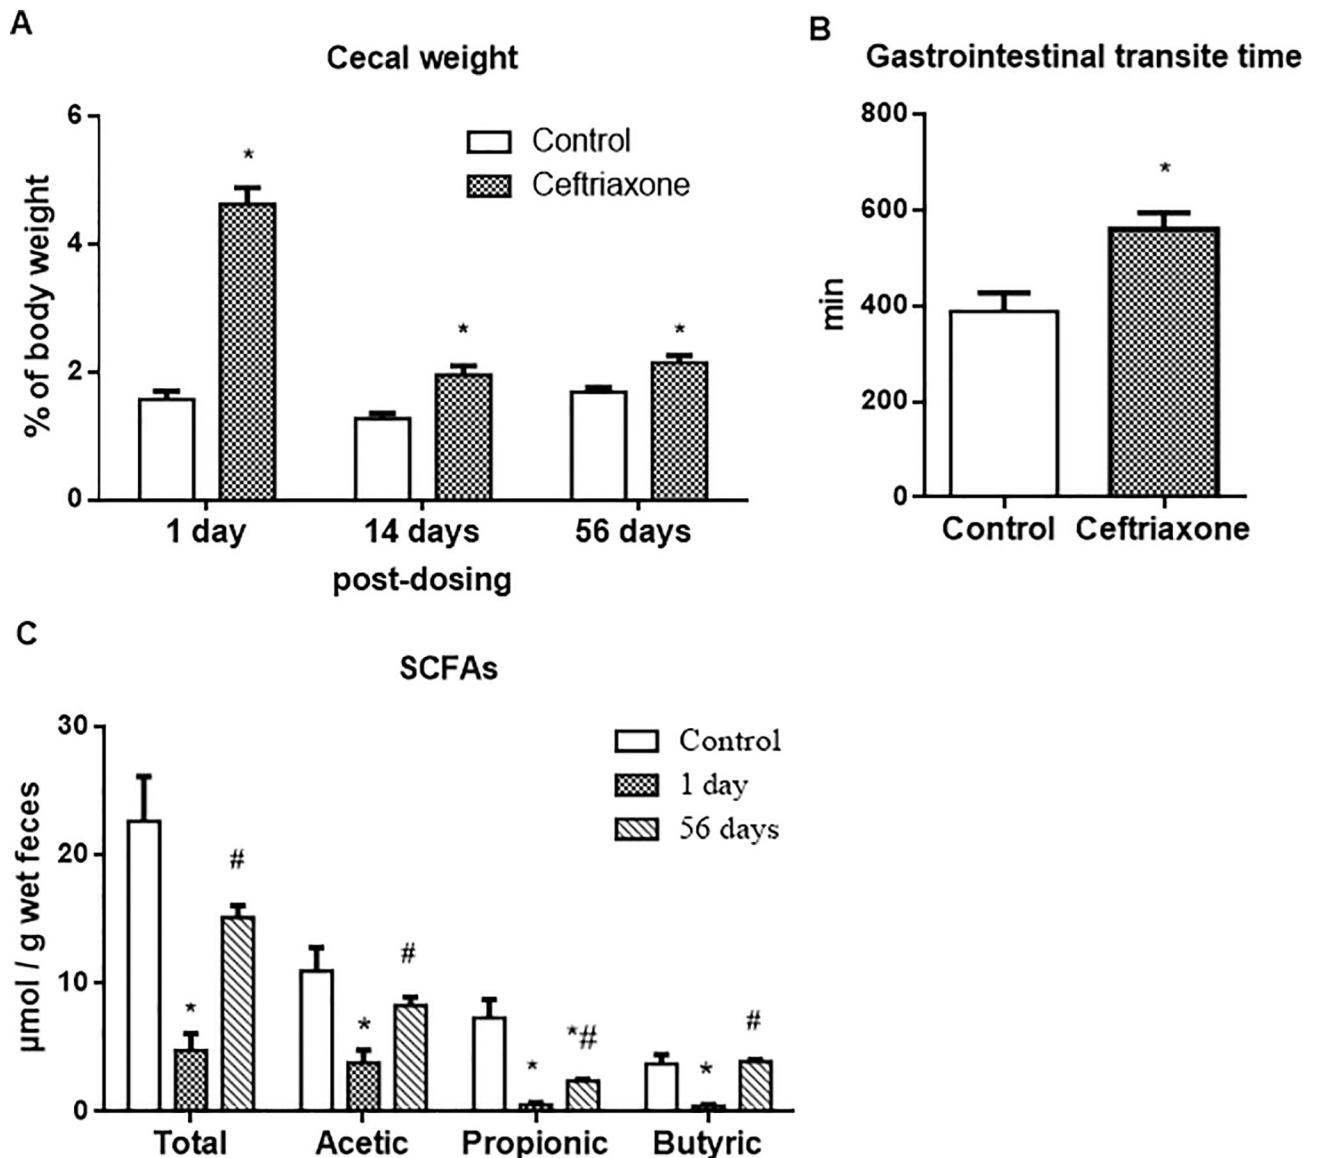 A
Cecal weight
% of body weight
6
4
2
0
*
*
*
Control
Ceftriaxone
1 day
14 days
56 days
post-dosing
B
Gastrointestinal transite time
min
800
600
400
200
0
*
Control
Ceftriaxone
C
SCFAs
µmol / g wet feces
30
20
10
0
Control
1 day
56 days
*
#
*
#
*
*#
*
#
Total
Acetic
Propionic
Butyric